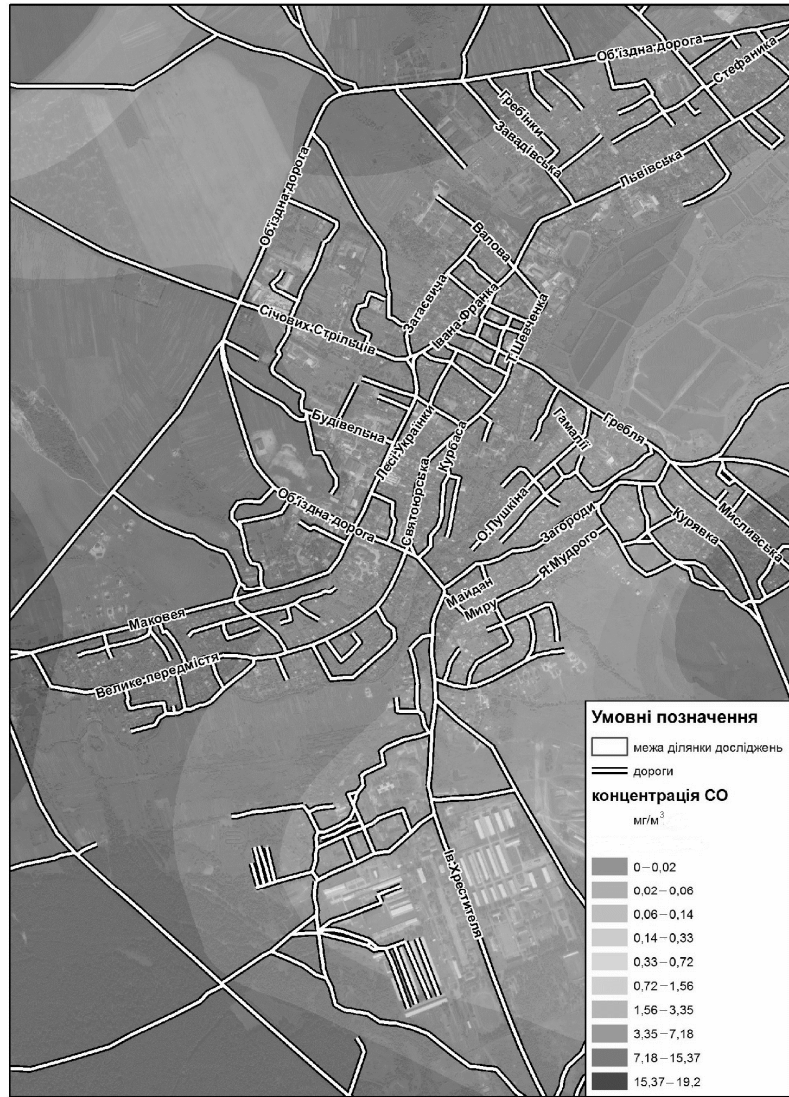 Об'їздна дорога
Стефаника
Гребінки
Завадівська
Львівська
Об'їздна дорога
Валова
Загаєвича
Івана Франка
Т.Шевченка
Січових Стрільців
Будівельна
Лесі Українки
Курбаса
Святоюрська
Гамалії
Гребля
Об'їздна дорога
О.Пушкіна
Загороди
Я.Мудрого
Мисливська
Курявка
Майдан
Миру
Маковея
Велике передмістя
Ів.Хрестителя
Умовні позначення
межа ділянки досліджень
дороги
концентрація СО
мг/м³
0–0,02
0,02–0,06
0,06–0,14
0,14–0,33
0,33–0,72
0,72–1,56
1,56–3,35
3,35–7,18
7,18–15,37
15,37–19,2